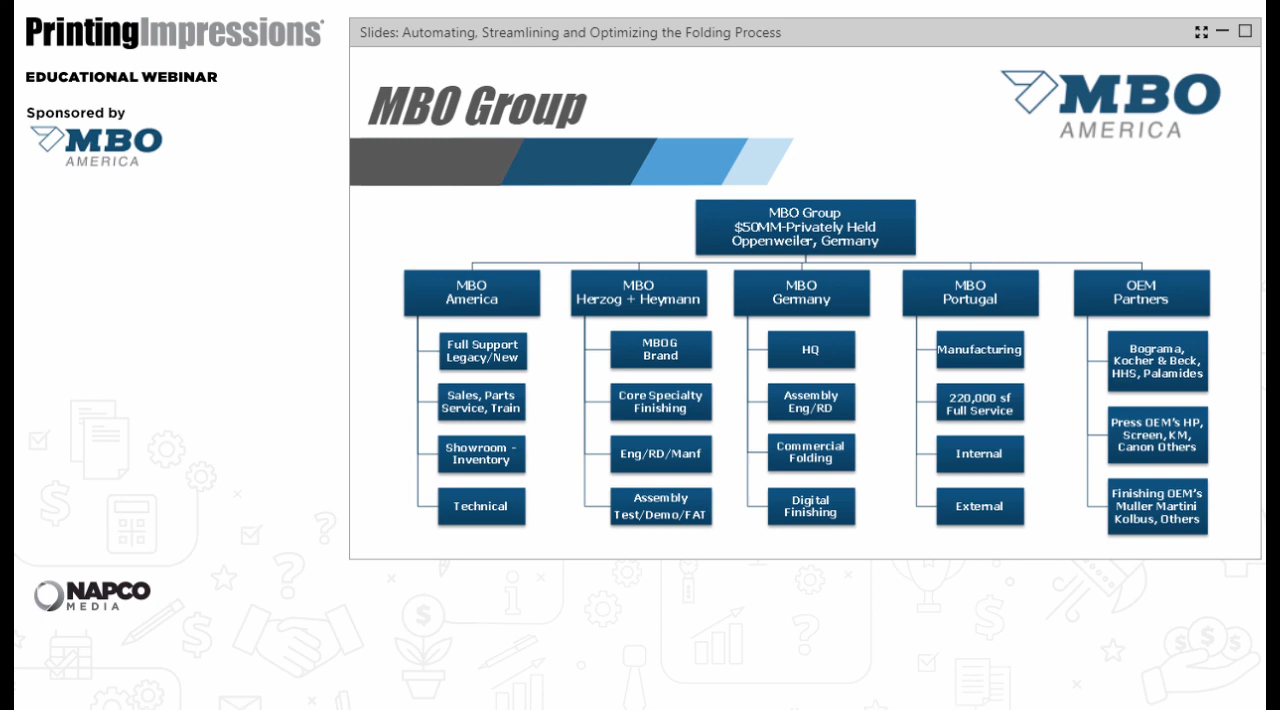 PrintingImpressions®
EDUCATIONAL WEBINAR
Sponsored by
MBO
AMERICA
Slides: Automating, Streamlining and Optimizing the Folding Process
MBO Group
MBO
AMERICA
MBO Group
$50MM-Privately Held
Oppenweiler, Germany
MBO
America
Full Support
Legacy/New
Sales, Parts
Service, Train
Showroom -
Inventory
Technical
MBO
Herzog + Heymann
MBOG
Brand
Core Specialty
Finishing
Eng/RD/Manf
Assembly
Test/Demo/FAT
MBO
Germany
HQ
Assembly
Eng/RD
Commercial
Folding
Digital
Finishing
MBO
Portugal
Manufacturing
220,000 sf
Full Service
Internal
External
OEM
Partners
Bograma,
Kocher & Beck,
HHS, Palamides
Press OEM's HP,
Screen, KM,
Canon Others
Finishing OEM's
Muller Martini
Kolbus, Others
NAPCO
MEDIA